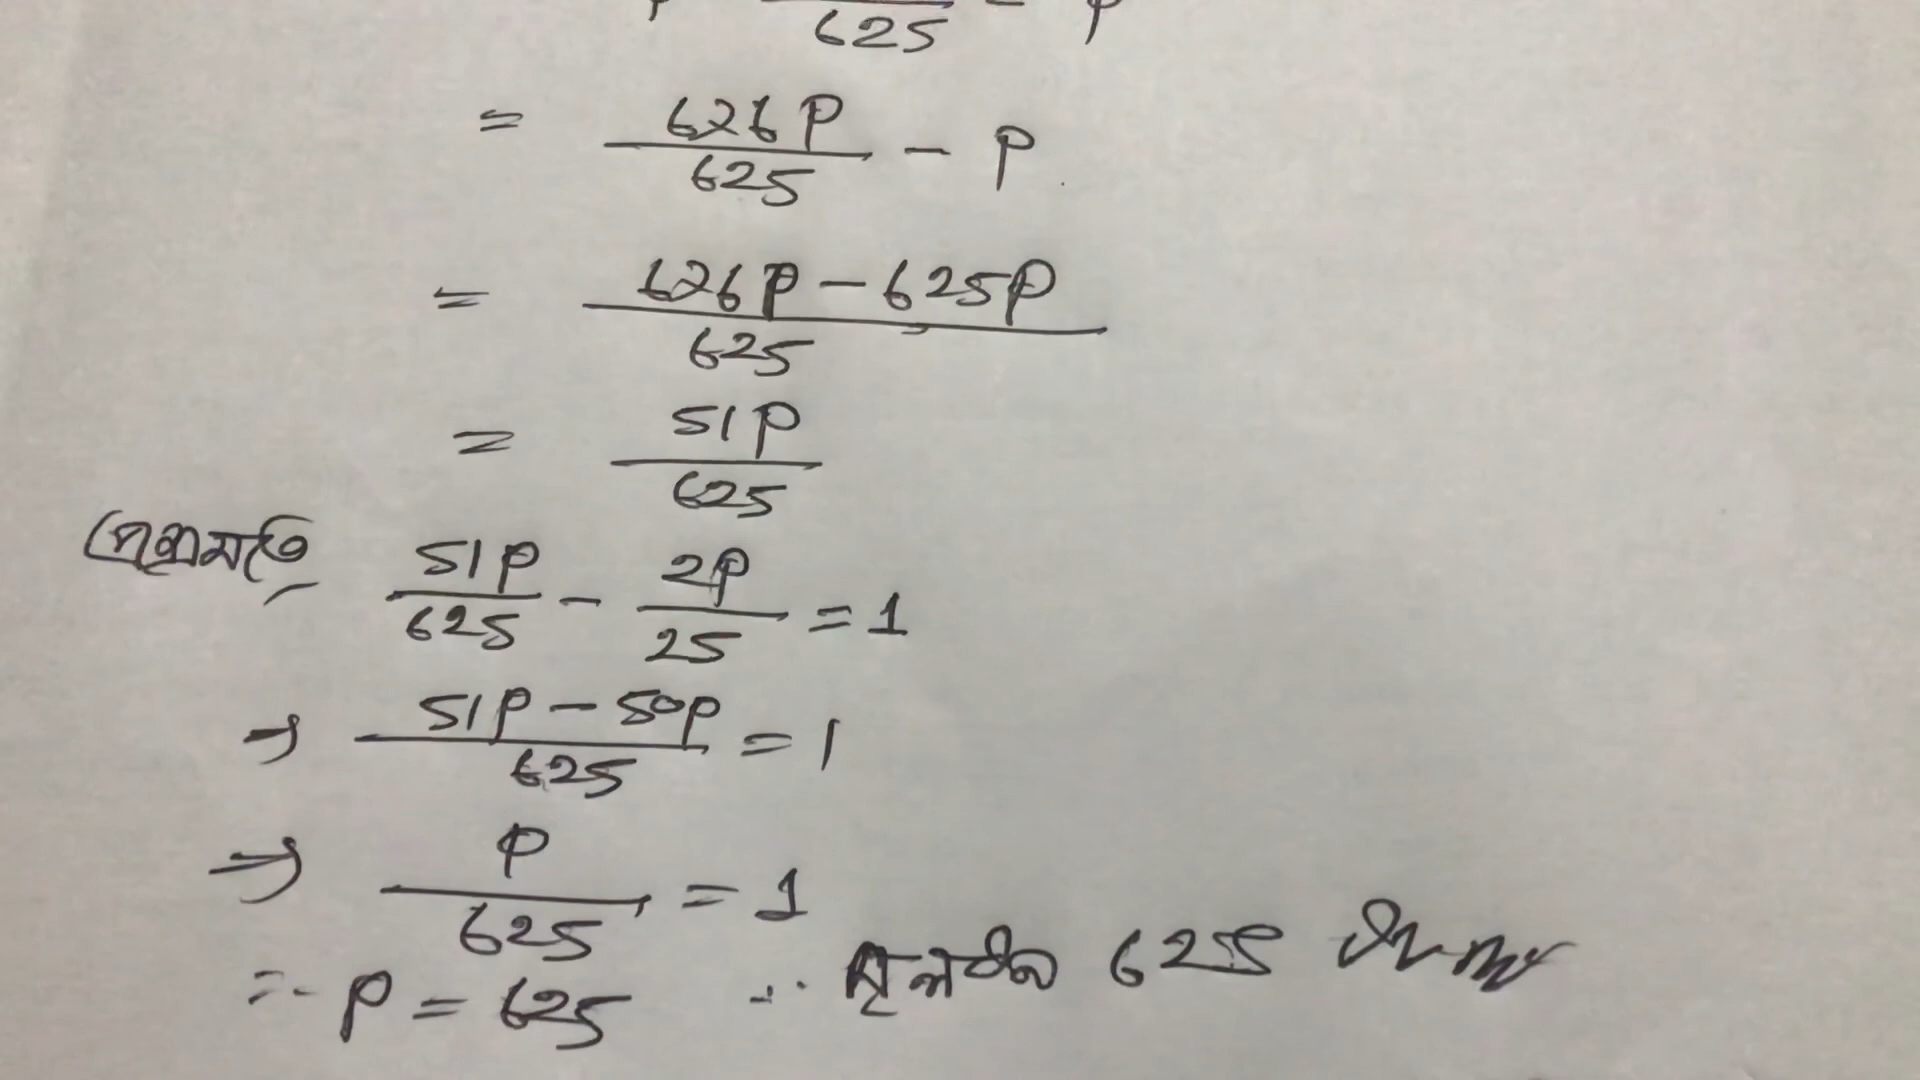 625 - P
= 626P/625 - P
= 626P - 625P/625
= 51P/625
প্রশ্নমতে, 51P/625 - 2P/25 = 1
⇒ 51P - 50P/625 = 1
⇒ P/625 = 1
∴ P = 625 ∴ মূলধন 625 টাকা